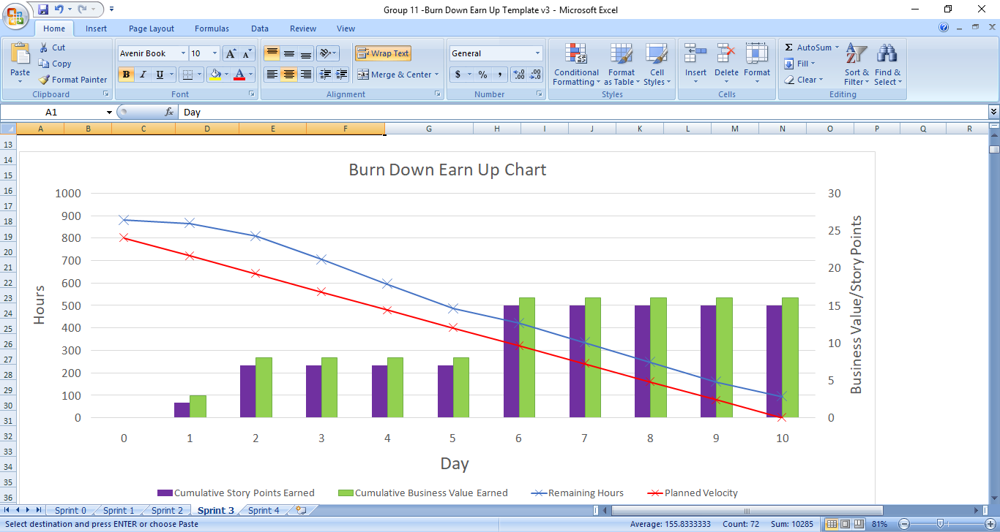 Group 11 -Burn Down Earn Up Template v3 - Microsoft Excel
Home Insert Page Layout Formulas Data Review View
Paste Cut Copy Format Painter Clipboard
Avenir Book 10 A A B I U A Font
Wrap Text Merge & Center Alignment
General $ % , .00 .0 Number
Conditional Formatting Format as Table Cell Styles Styles
Insert Delete Format Cells
Σ AutoSum Fill Clear Sort & Filter Find & Select Editing
A1 fx Day
A B C D E F G H I J K L M N O P Q R
13
14
15
16
17
18
19
20
21
22
23
24
25
26
27
28
29
30
31
32
33
34
35
36
Burn Down Earn Up Chart
Hours
1000
900
800
700
600
500
400
300
200
100
0
30
25
20
15
10
5
0
Business Value/Story Points
0 1 2 3 4 5 6 7 8 9 10
Day
Cumulative Story Points Earned Cumulative Business Value Earned Remaining Hours Planned Velocity
Sprint 0 Sprint 1 Sprint 2 Sprint 3 Sprint 4
Select destination and press ENTER or choose Paste Average: 155.8333333 Count: 72 Sum: 10285 81%